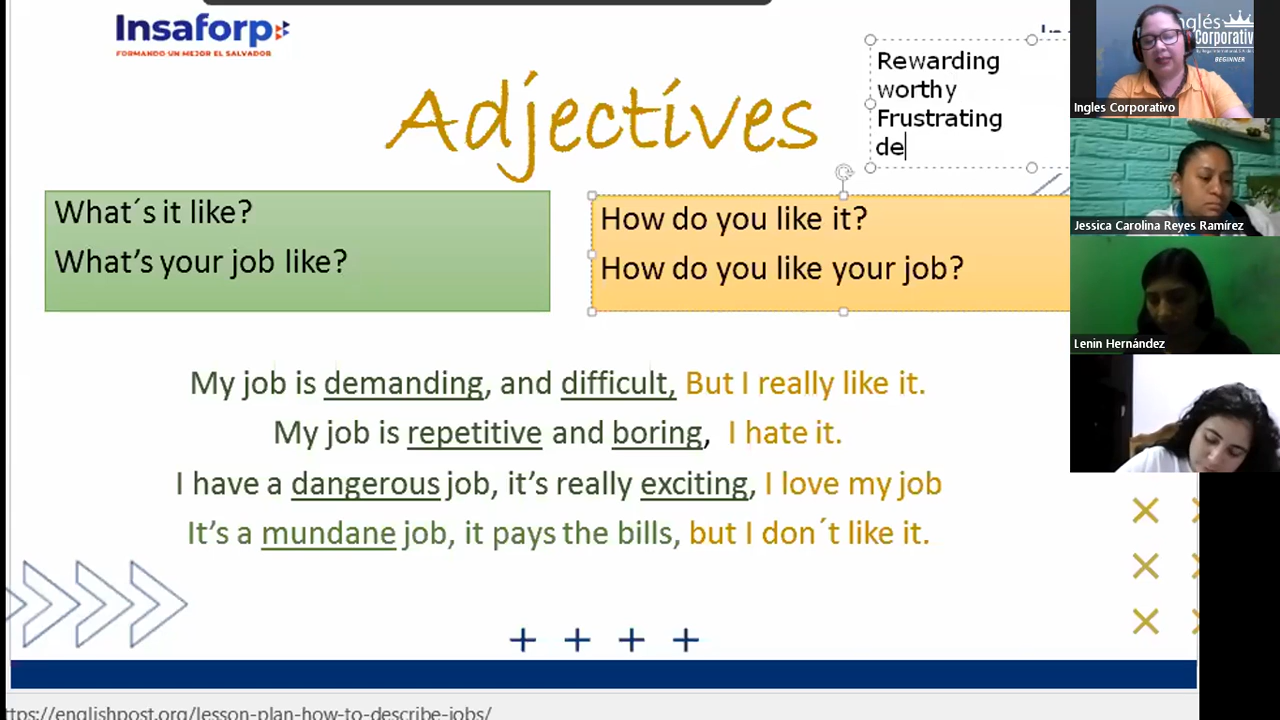 Insaforp
FORMANDO UN MEJOR EL SALVADOR
Adjectives
Rewarding
worthy
Frustrating
de
What´s it like?
What's your job like?
How do you like it?
How do you like your job?
My job is demanding, and difficult, But I really like it.
My job is repetitive and boring, I hate it.
I have a dangerous job, it's really exciting, I love my job
It's a mundane job, it pays the bills, but I don´t like it.
ttps://englishpost.org/lesson-plan-how-to-describe-jobs/
Inglés
Corporativo
BEGINNER
Ingles Corporativo
Jessica Carolina Reyes Ramírez
Lenin Hernández